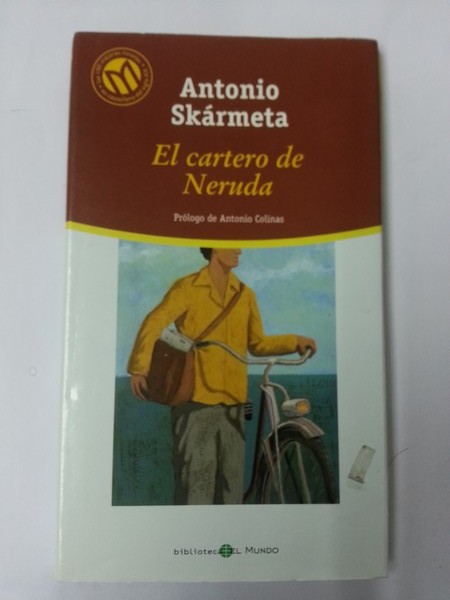 Antonio
Skármeta
El cartero de
Neruda
Prólogo de Antonio Colinas
biblioteca EL MUNDO